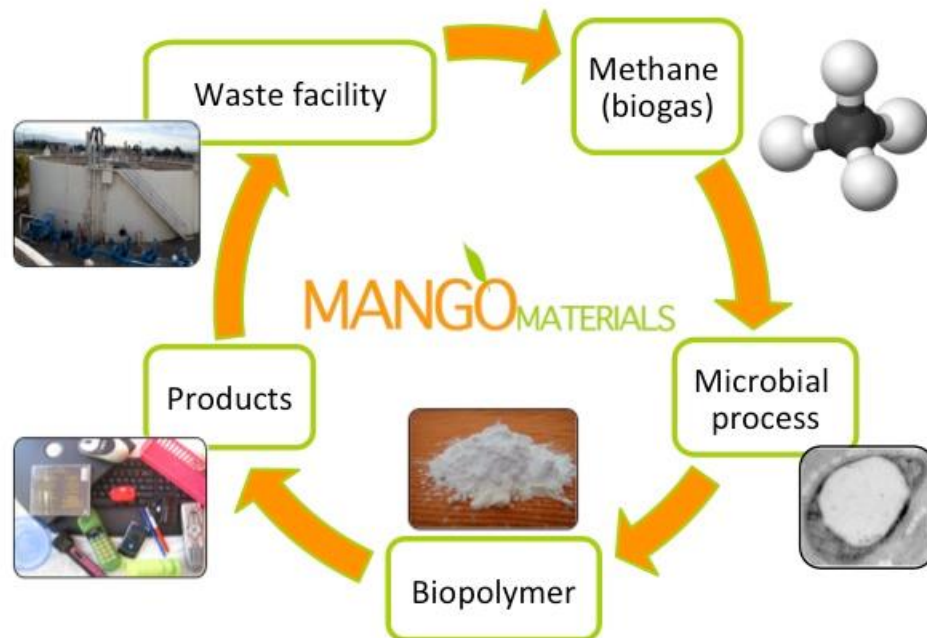 Waste facility
Methane
(biogas)
Microbial
process
Biopolymer
Products
MANGO MATERIALS